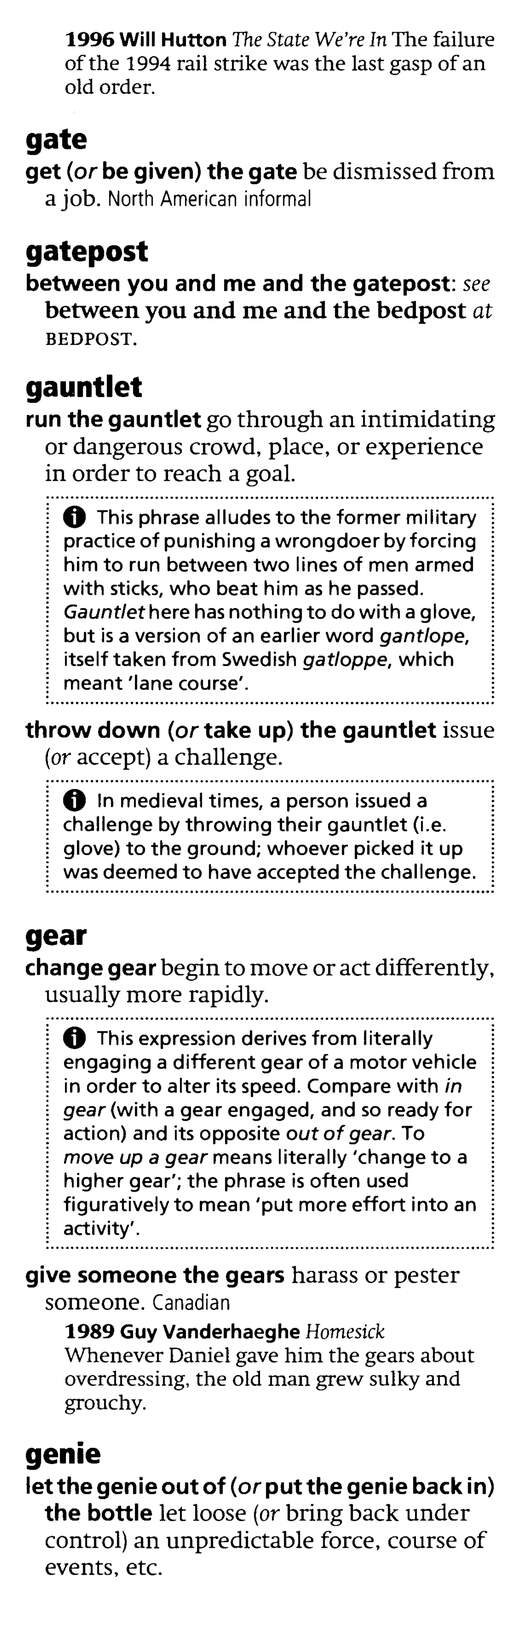 1996 Will Hutton The State We're In The failure
of the 1994 rail strike was the last gasp of an
old order.
gate
get (or be given) the gate be dismissed from
a job. North American informal
gatepost
between you and me and the gatepost: see
between you and me and the bedpost at
BEDPOST.
gauntlet
run the gauntlet go through an intimidating
or dangerous crowd, place, or experience
in order to reach a goal.
This phrase alludes to the former military
practice of punishing a wrongdoer by forcing
him to run between two lines of men armed
with sticks, who beat him as he passed.
Gauntlet here has nothing to do with a glove,
but is a version of an earlier word gantlope,
itself taken from Swedish gatloppe, which
meant 'lane course'.
throw down (or take up) the gauntlet issue
(or accept) a challenge.
In medieval times, a person issued a
challenge by throwing their gauntlet (i.e.
glove) to the ground; whoever picked it up
was deemed to have accepted the challenge.
gear
change gear begin to move or act differently,
usually more rapidly.
This expression derives from literally
engaging a different gear of a motor vehicle
in order to alter its speed. Compare with in
gear (with a gear engaged, and so ready for
action) and its opposite out of gear. To
move up a gear means literally 'change to a
higher gear'; the phrase is often used
figuratively to mean 'put more effort into an
activity'.
give someone the gears harass or pester
someone. Canadian
1989 Guy Vanderhaeghe Homesick
Whenever Daniel gave him the gears about
overdressing, the old man grew sulky and
grouchy.
genie
let the genie out of (or put the genie back in)
the bottle let loose (or bring back under
control) an unpredictable force, course of
events, etc.